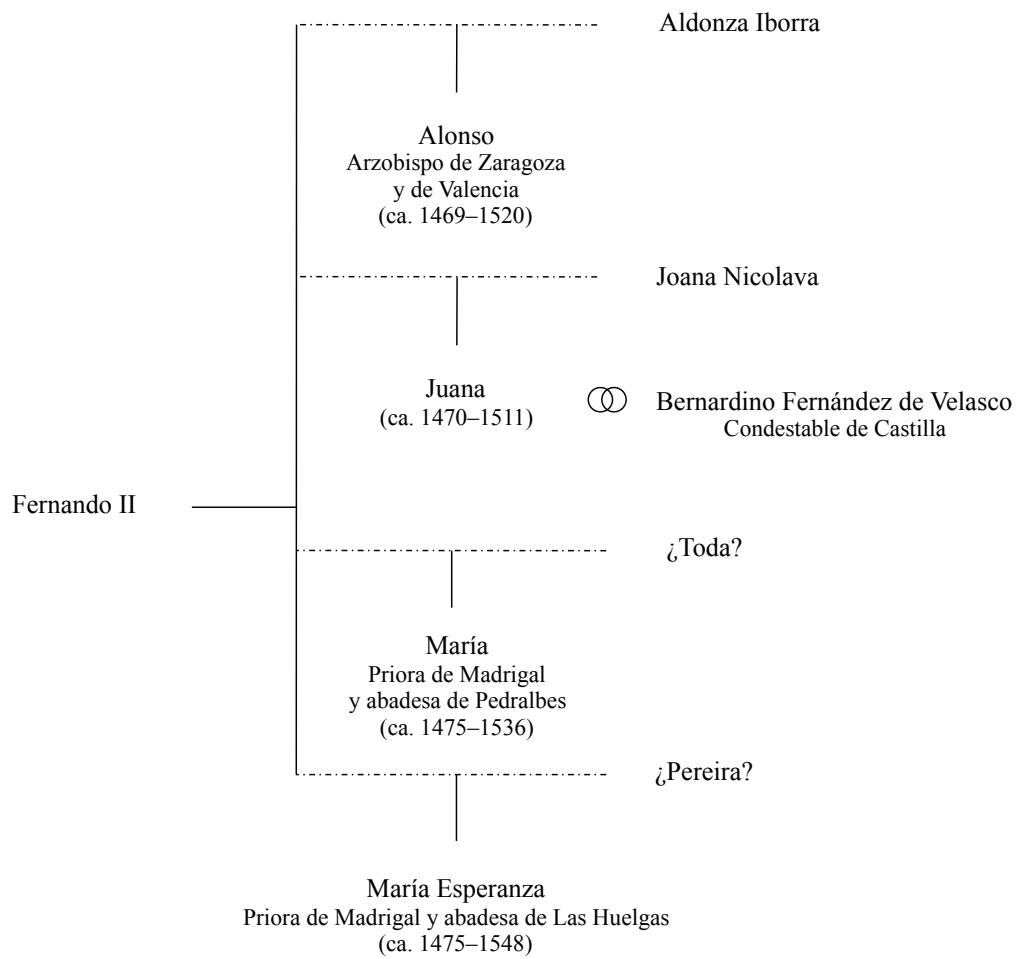 Aldonza Iborra
Alonso
Arzobispo de Zaragoza
y de Valencia
(ca. 1469–1520)
Joana Nicolava
Juana
(ca. 1470–1511)
Bernardino Fernández de Velasco
Condestable de Castilla
Fernando II
¿Toda?
María
Priora de Madrigal
y abadesa de Pedralbes
(ca. 1475–1536)
¿Pereira?
María Esperanza
Priora de Madrigal y abadesa de Las Huelgas
(ca. 1475–1548)